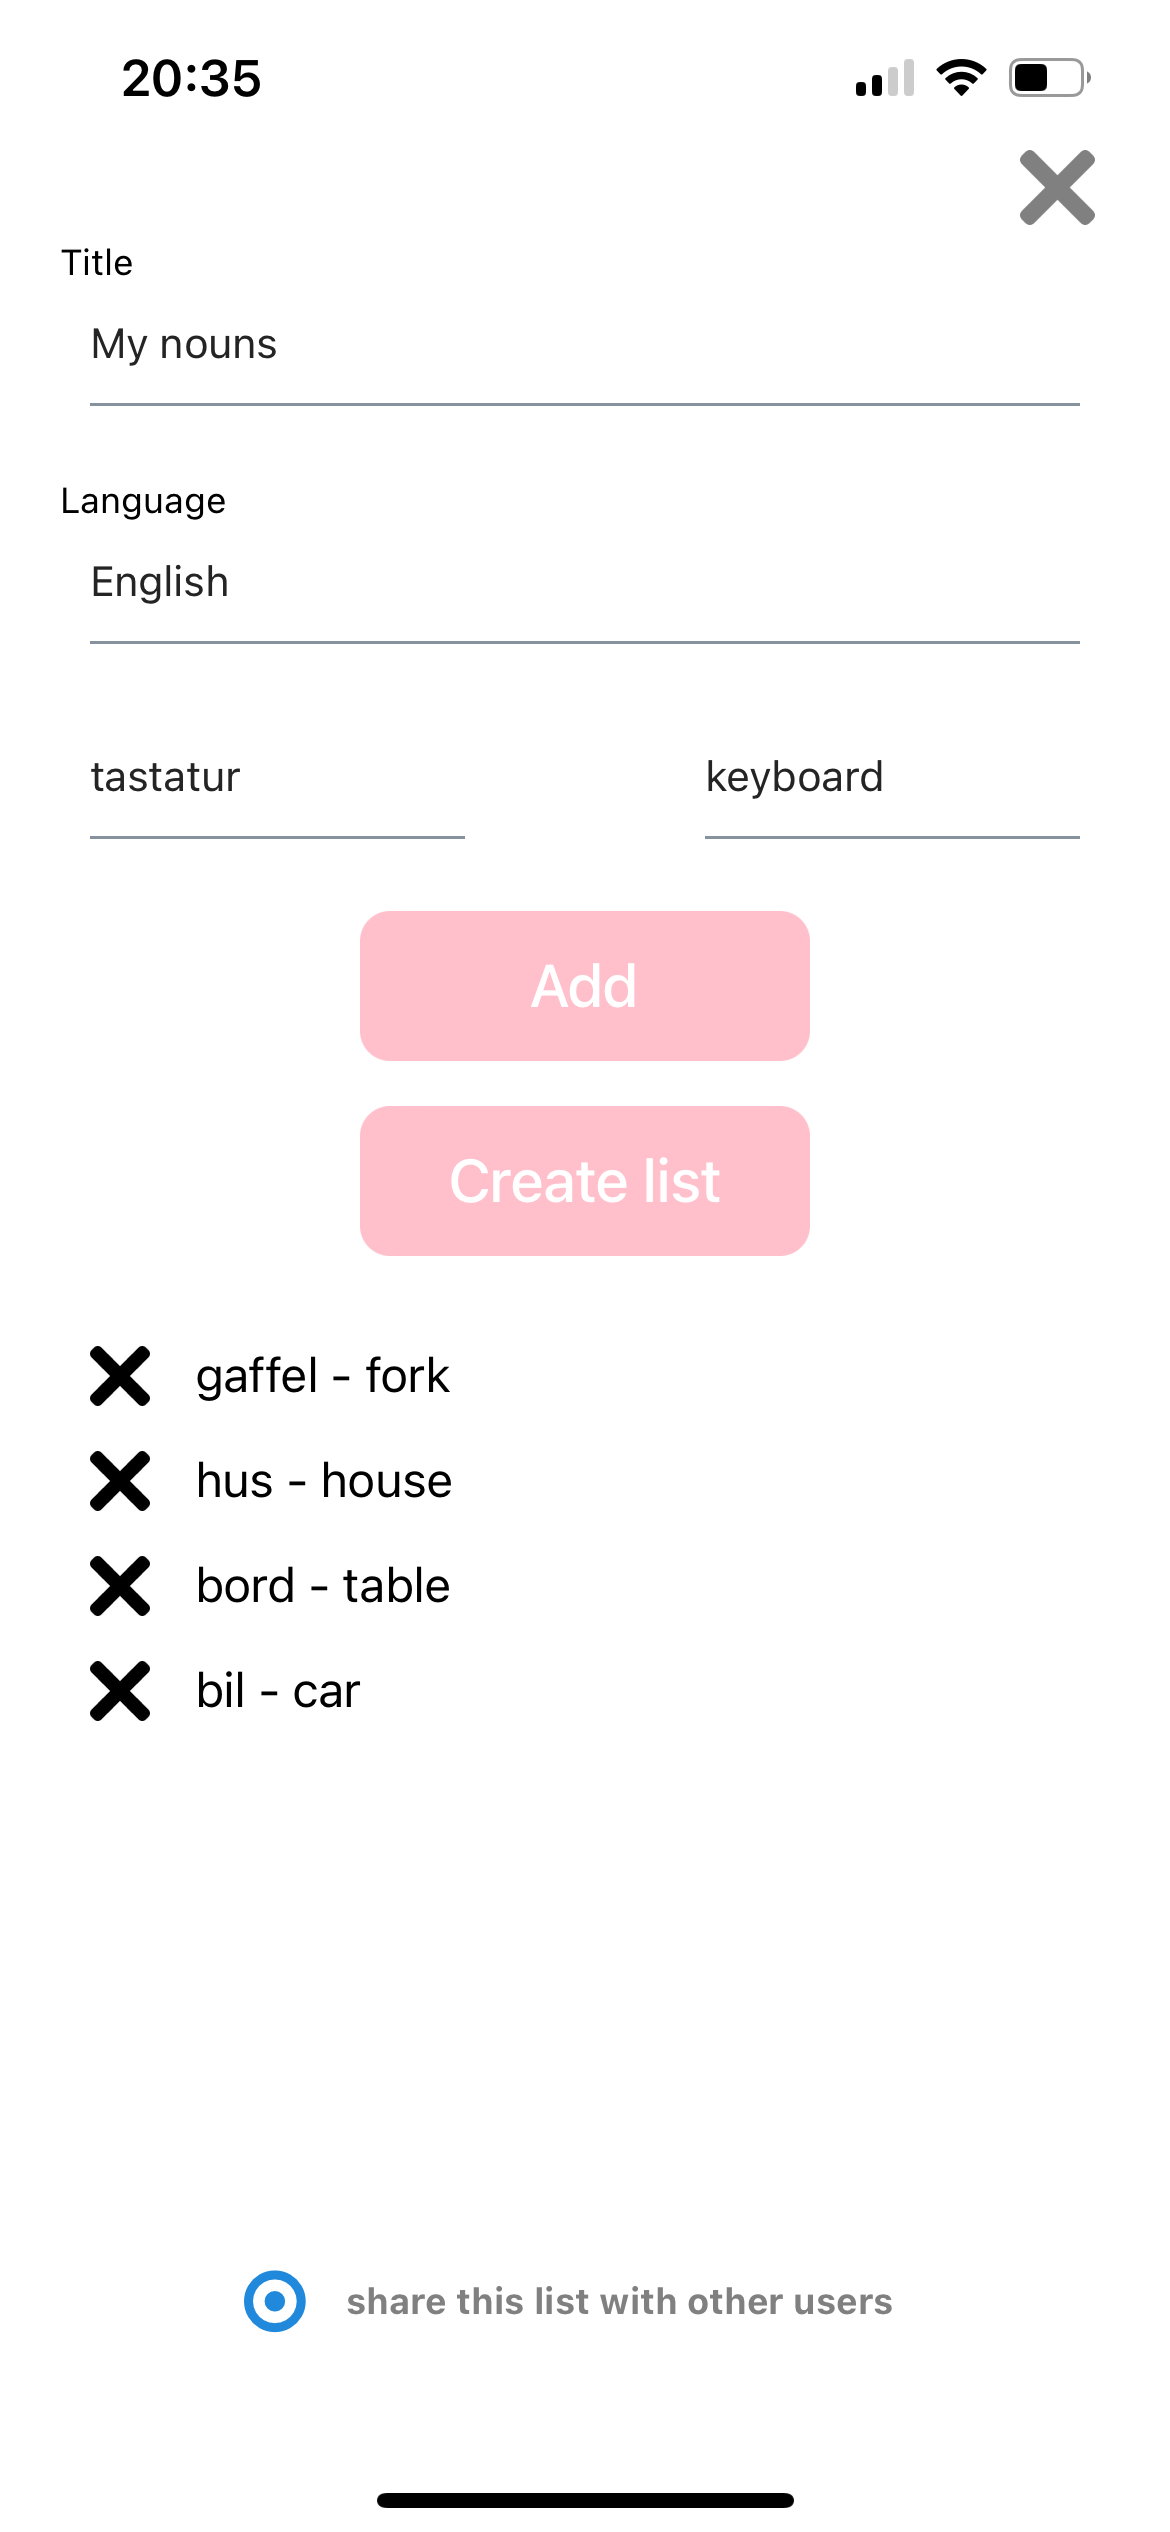 20:35
Title
My nouns
Language
English
tastatur keyboard
Add
Create list
gaffel - fork
hus - house
bord - table
bil - car
share this list with other users